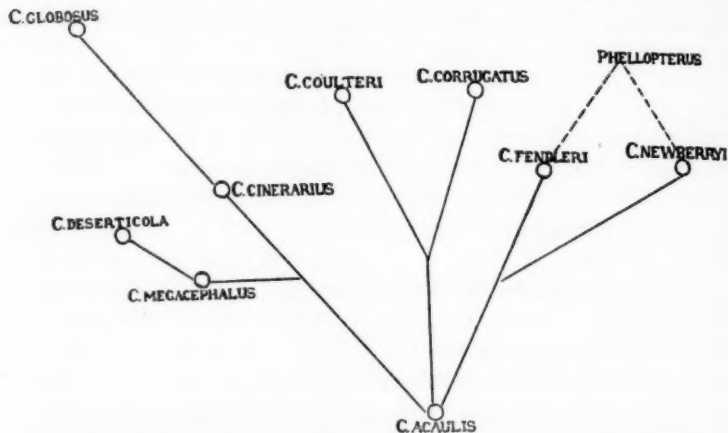 C. GLOBOSUS
PHELLOPTERUS
C. COULTERI
C. CORRUGATUS
C. FENDLERI
C. NEWBERRYI
C. CINERARIUS
C. DESERTICOLA
C. MEGACEPHALUS
C. ACAULIS